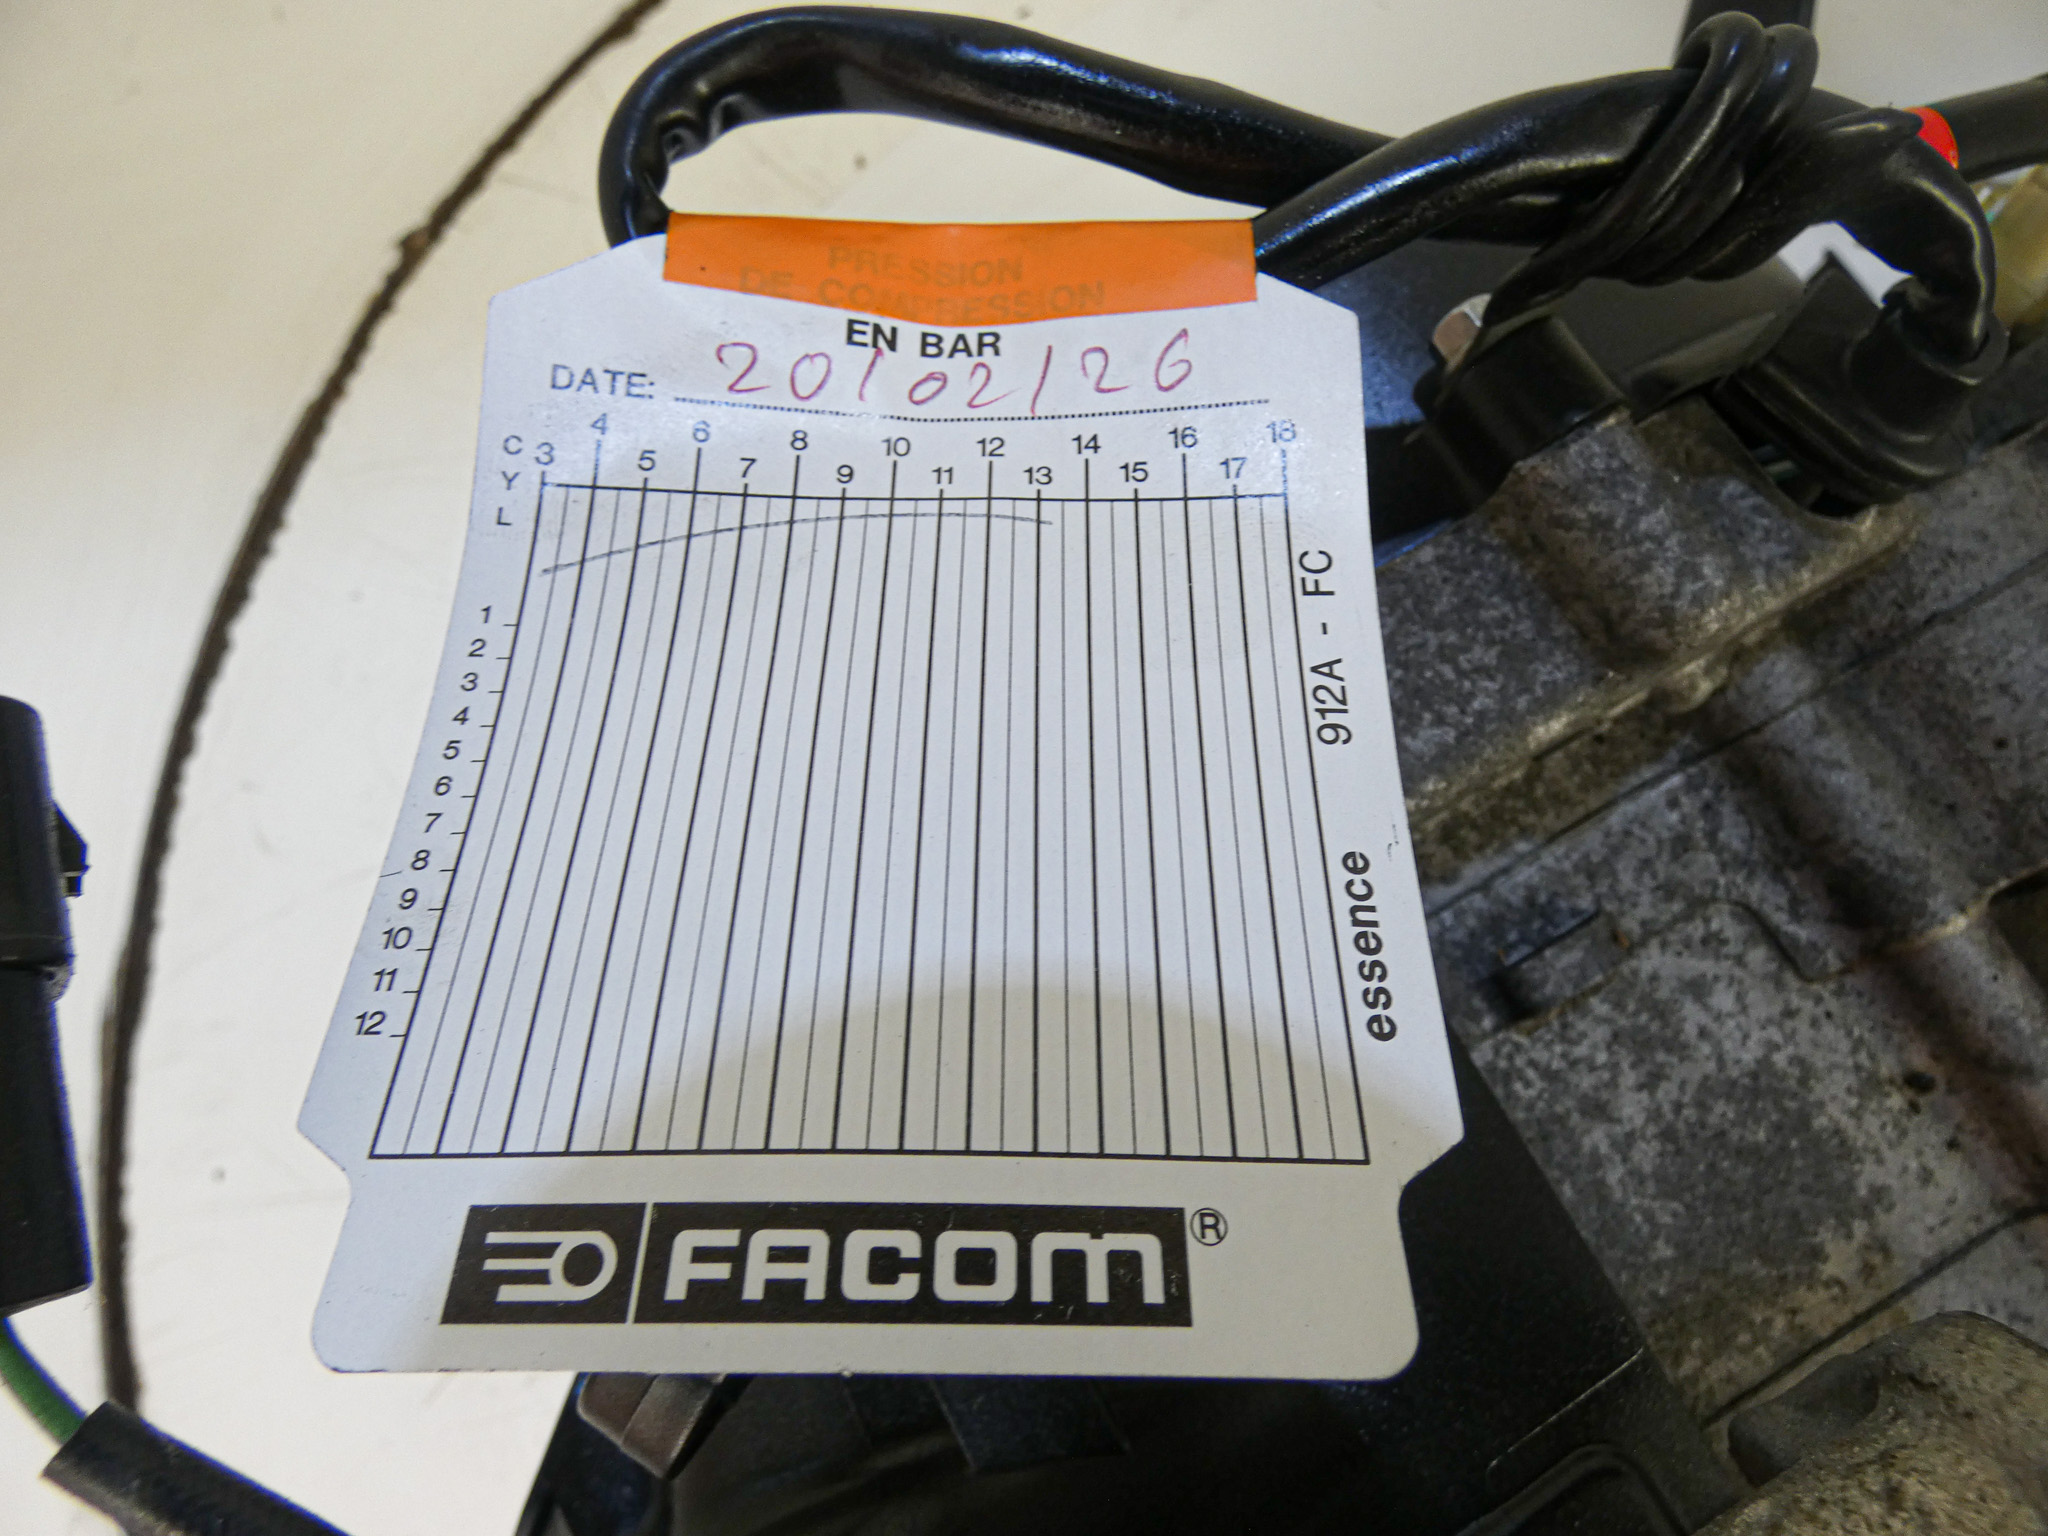 PRESSION
DE COMPRESSION
EN BAR
DATE: 20/02/26
C Y L
3 4 5 6 7 8 9 10 11 12 13 14 15 16 17 18
1
2
3
4
5
6
7
8
9
10
11
12
912A - FC
essence
FACOM®